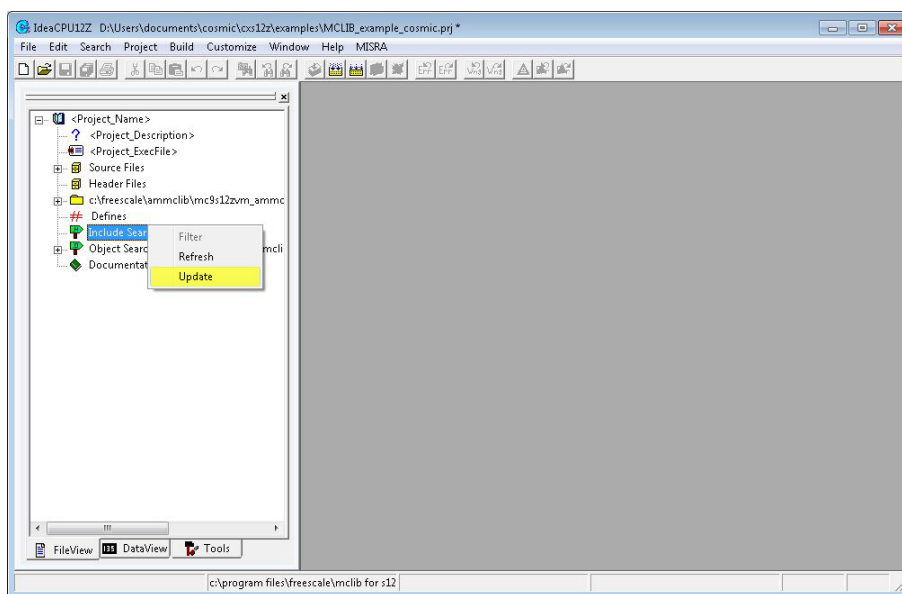 IdeaCPU12Z D:\Users\documents\cosmic\cxs12z\examples\MCLIB_example_cosmic.prj *
File Edit Search Project Build Customize Window Help MISRA
<Project_Name>
<Project_Description>
<Project_ExecFile>
Source Files
Header Files
c:\freescale\ammclib\mc9s12zvm_ammc
Defines
Include Sear
Filter
Object Searc
mcli
Refresh
Documentat
Update
FileView DataView Tools
c:\program files\freescale\mclib for s12